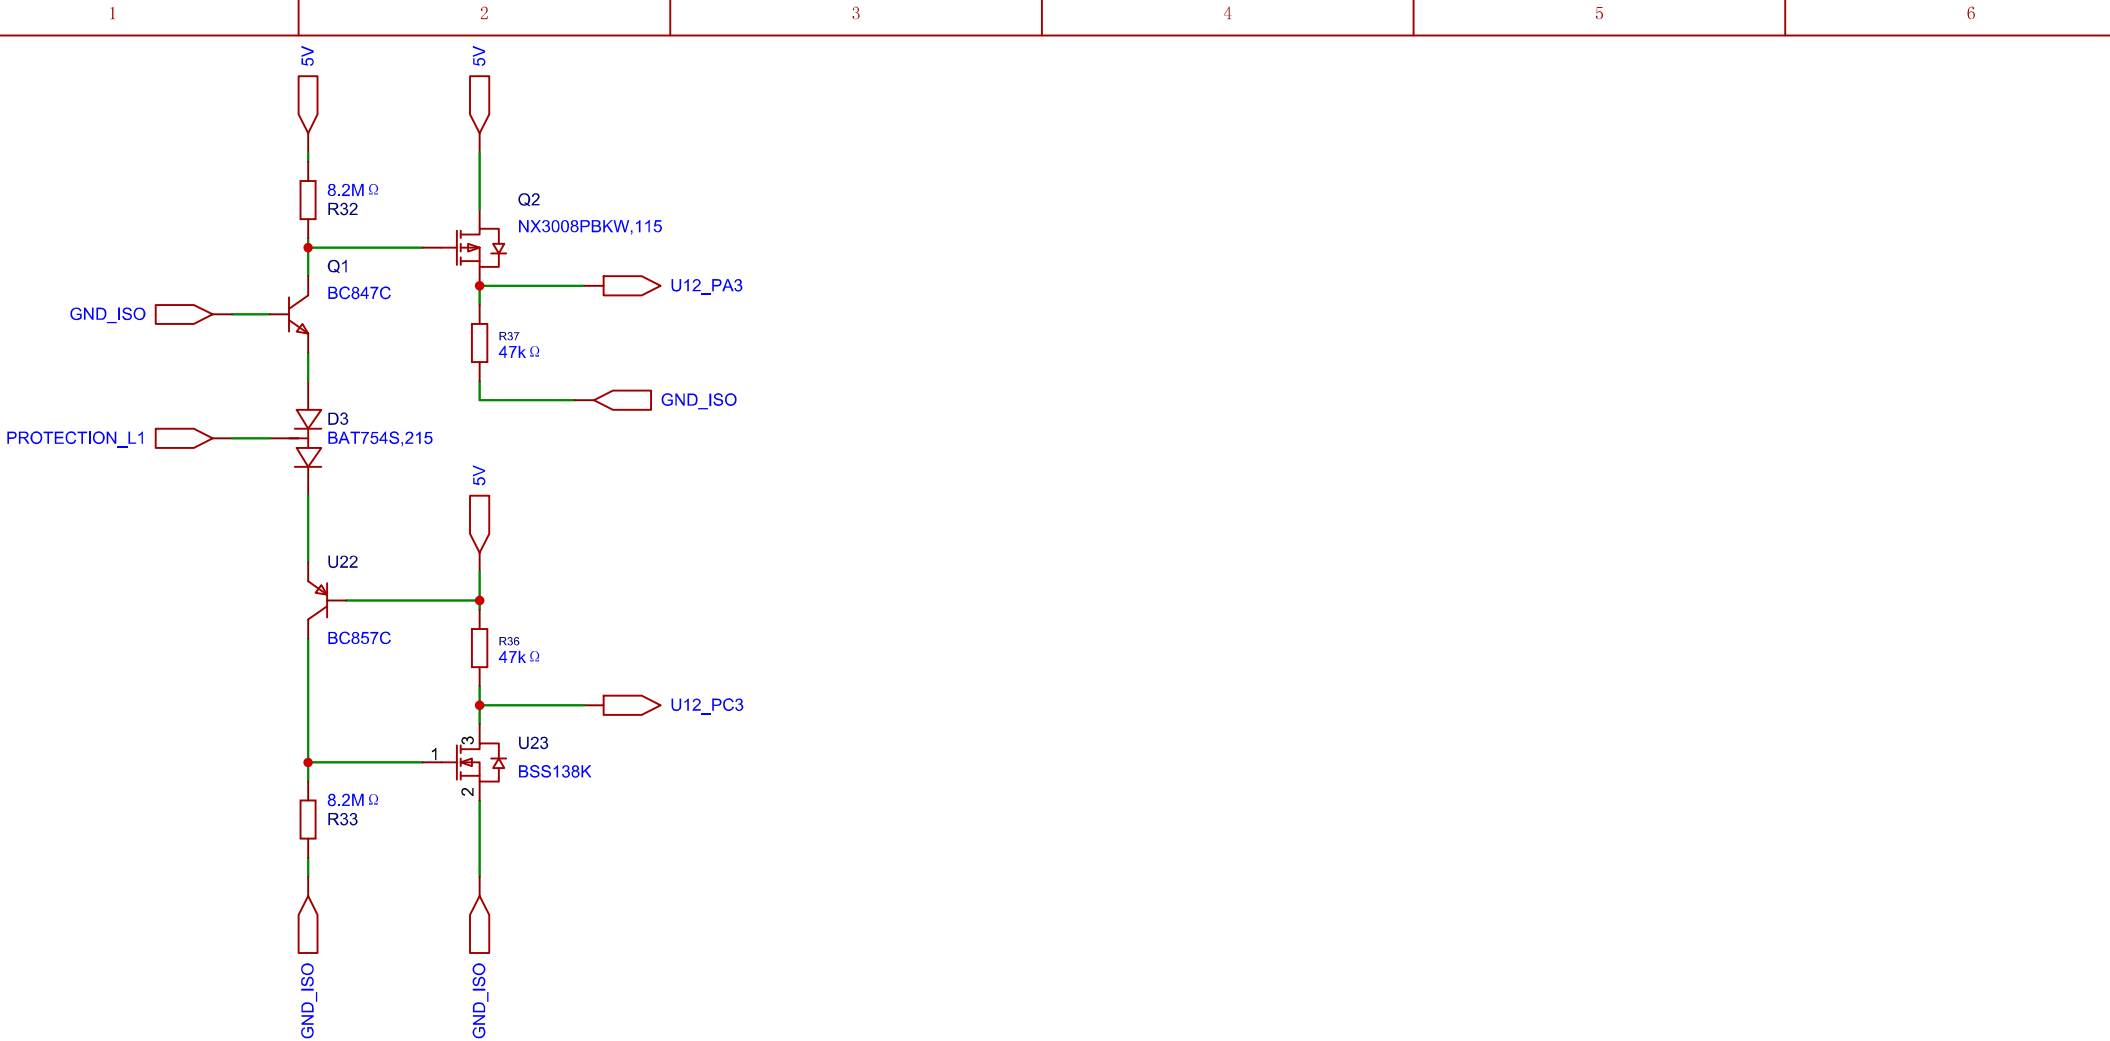 1 2 3 4 5 6
5V 5V
8.2MΩ
R32
Q2
NX3008PBKW,115
Q1
BC847C
U12_PA3
GND_ISO
R37
47kΩ
GND_ISO
D3
PROTECTION_L1
BAT754S,215
5V
U22
BC857C
R36
47kΩ
U12_PC3
3
U23
1
BSS138K
2
8.2MΩ
R33
GND_ISO GND_ISO